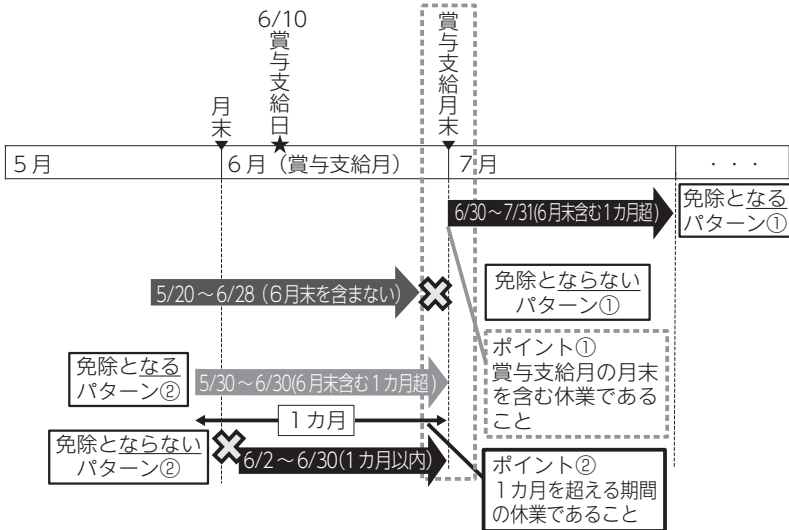 6/10
賞与支給日
★
賞与支給月末
月末
5月
6月（賞与支給月）
7月
・・・
6/30～7/31(6月末含む1カ月超)
免除となる
パターン①
5/20～6/28（6月末を含まない）
免除とならない
パターン①
ポイント①
賞与支給月の月末
を含む休業である
こと
免除となる
パターン②
5/30～6/30(6月末含む1カ月超)
1カ月
免除とならない
パターン②
6/2～6/30(1カ月以内)
ポイント②
1カ月を超える期間
の休業であること